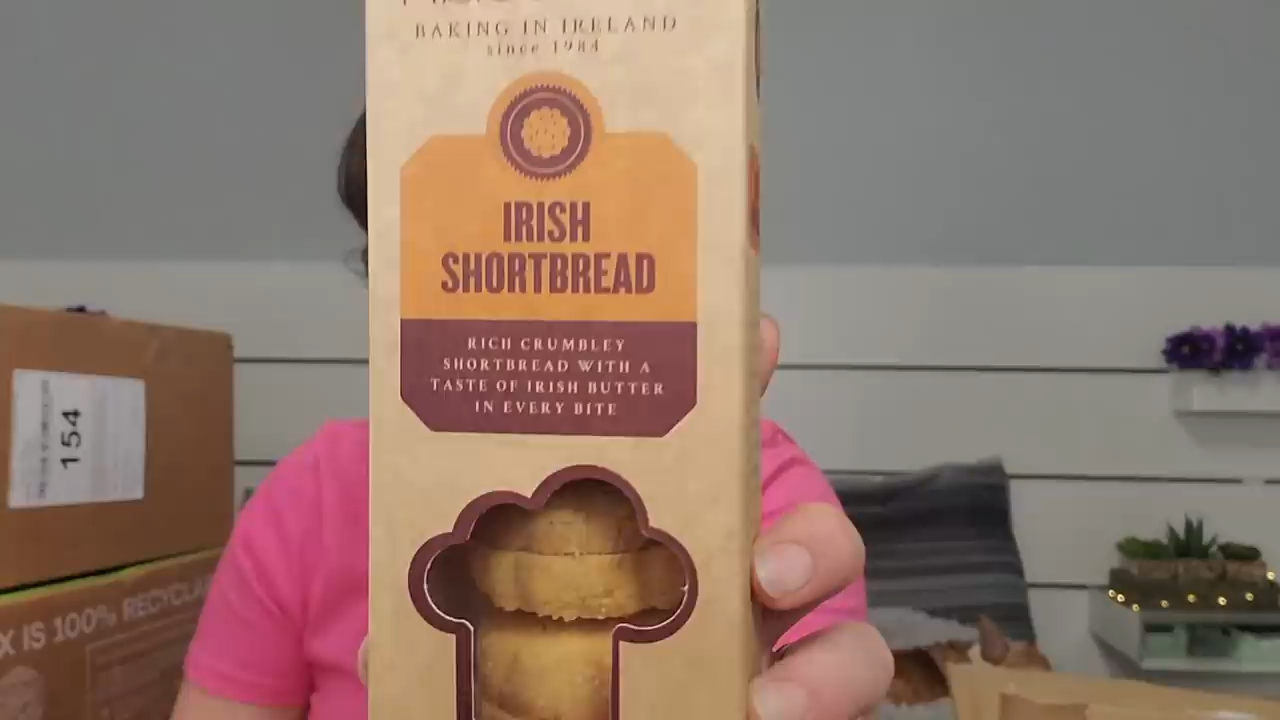 BAKING IN IRELAND
since 1984
IRISH
SHORTBREAD
RICH CRUMBLEY
SHORTBREAD WITH A
TASTE OF IRISH BUTTER
IN EVERY BITE
154
X IS 100% RECYCLA